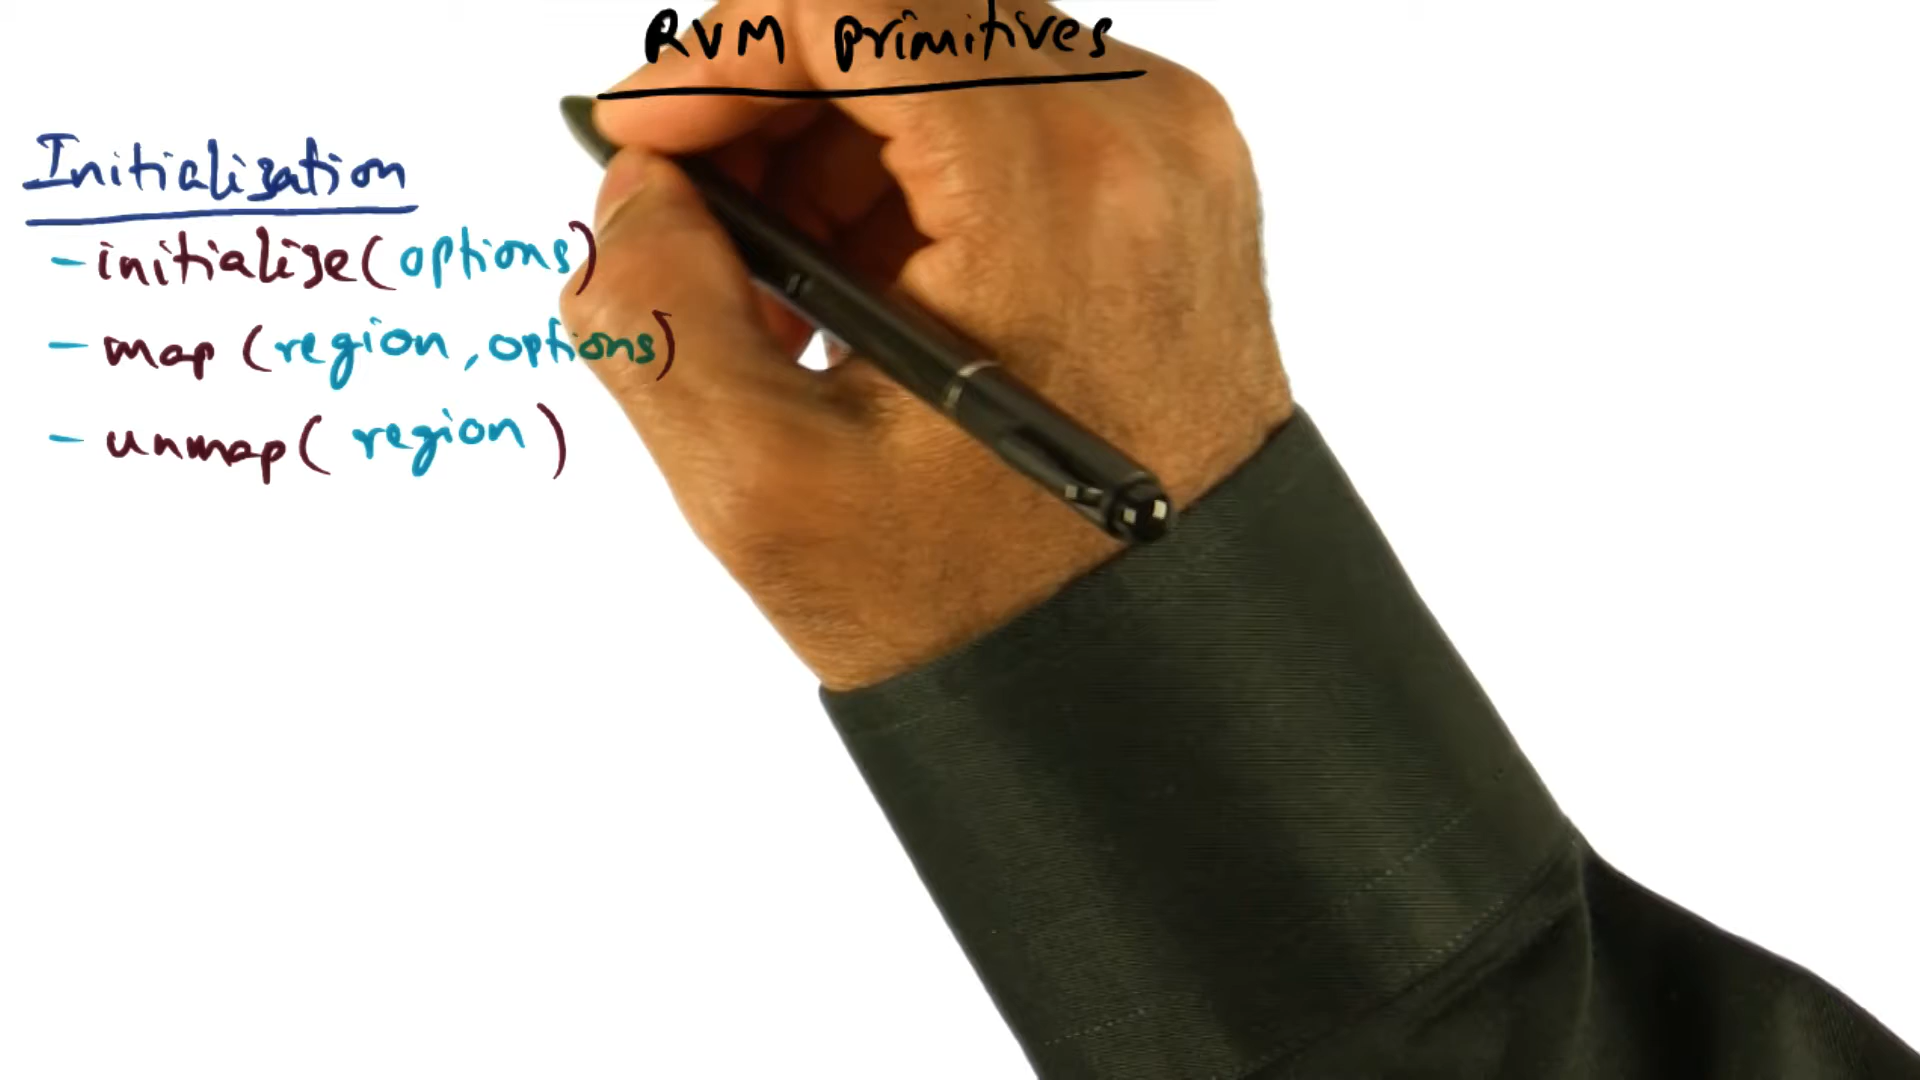 RVM primitives
Initialization
- initialize(options)
- map (region, options)
- unmap( region )